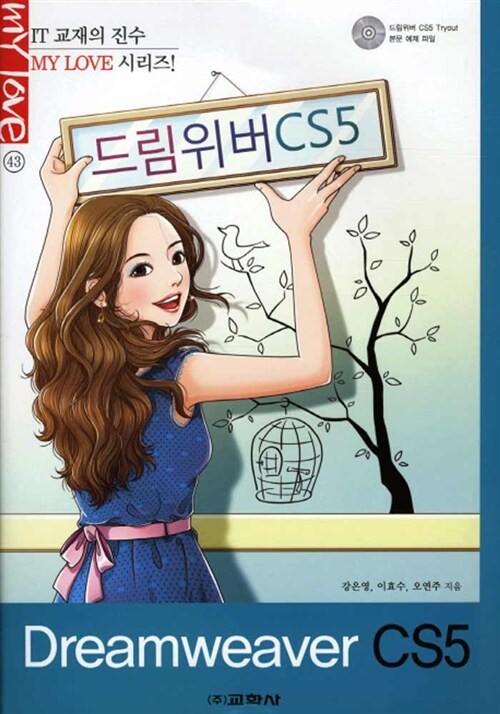 my love
IT 교재의 진수
MY LOVE 시리즈!
드림위버 CS5 Tryout
본문 예제 파일
43
드림위버CS5
강은영, 이효수, 오연주 지음
Dreamweaver CS5
(주)교학사